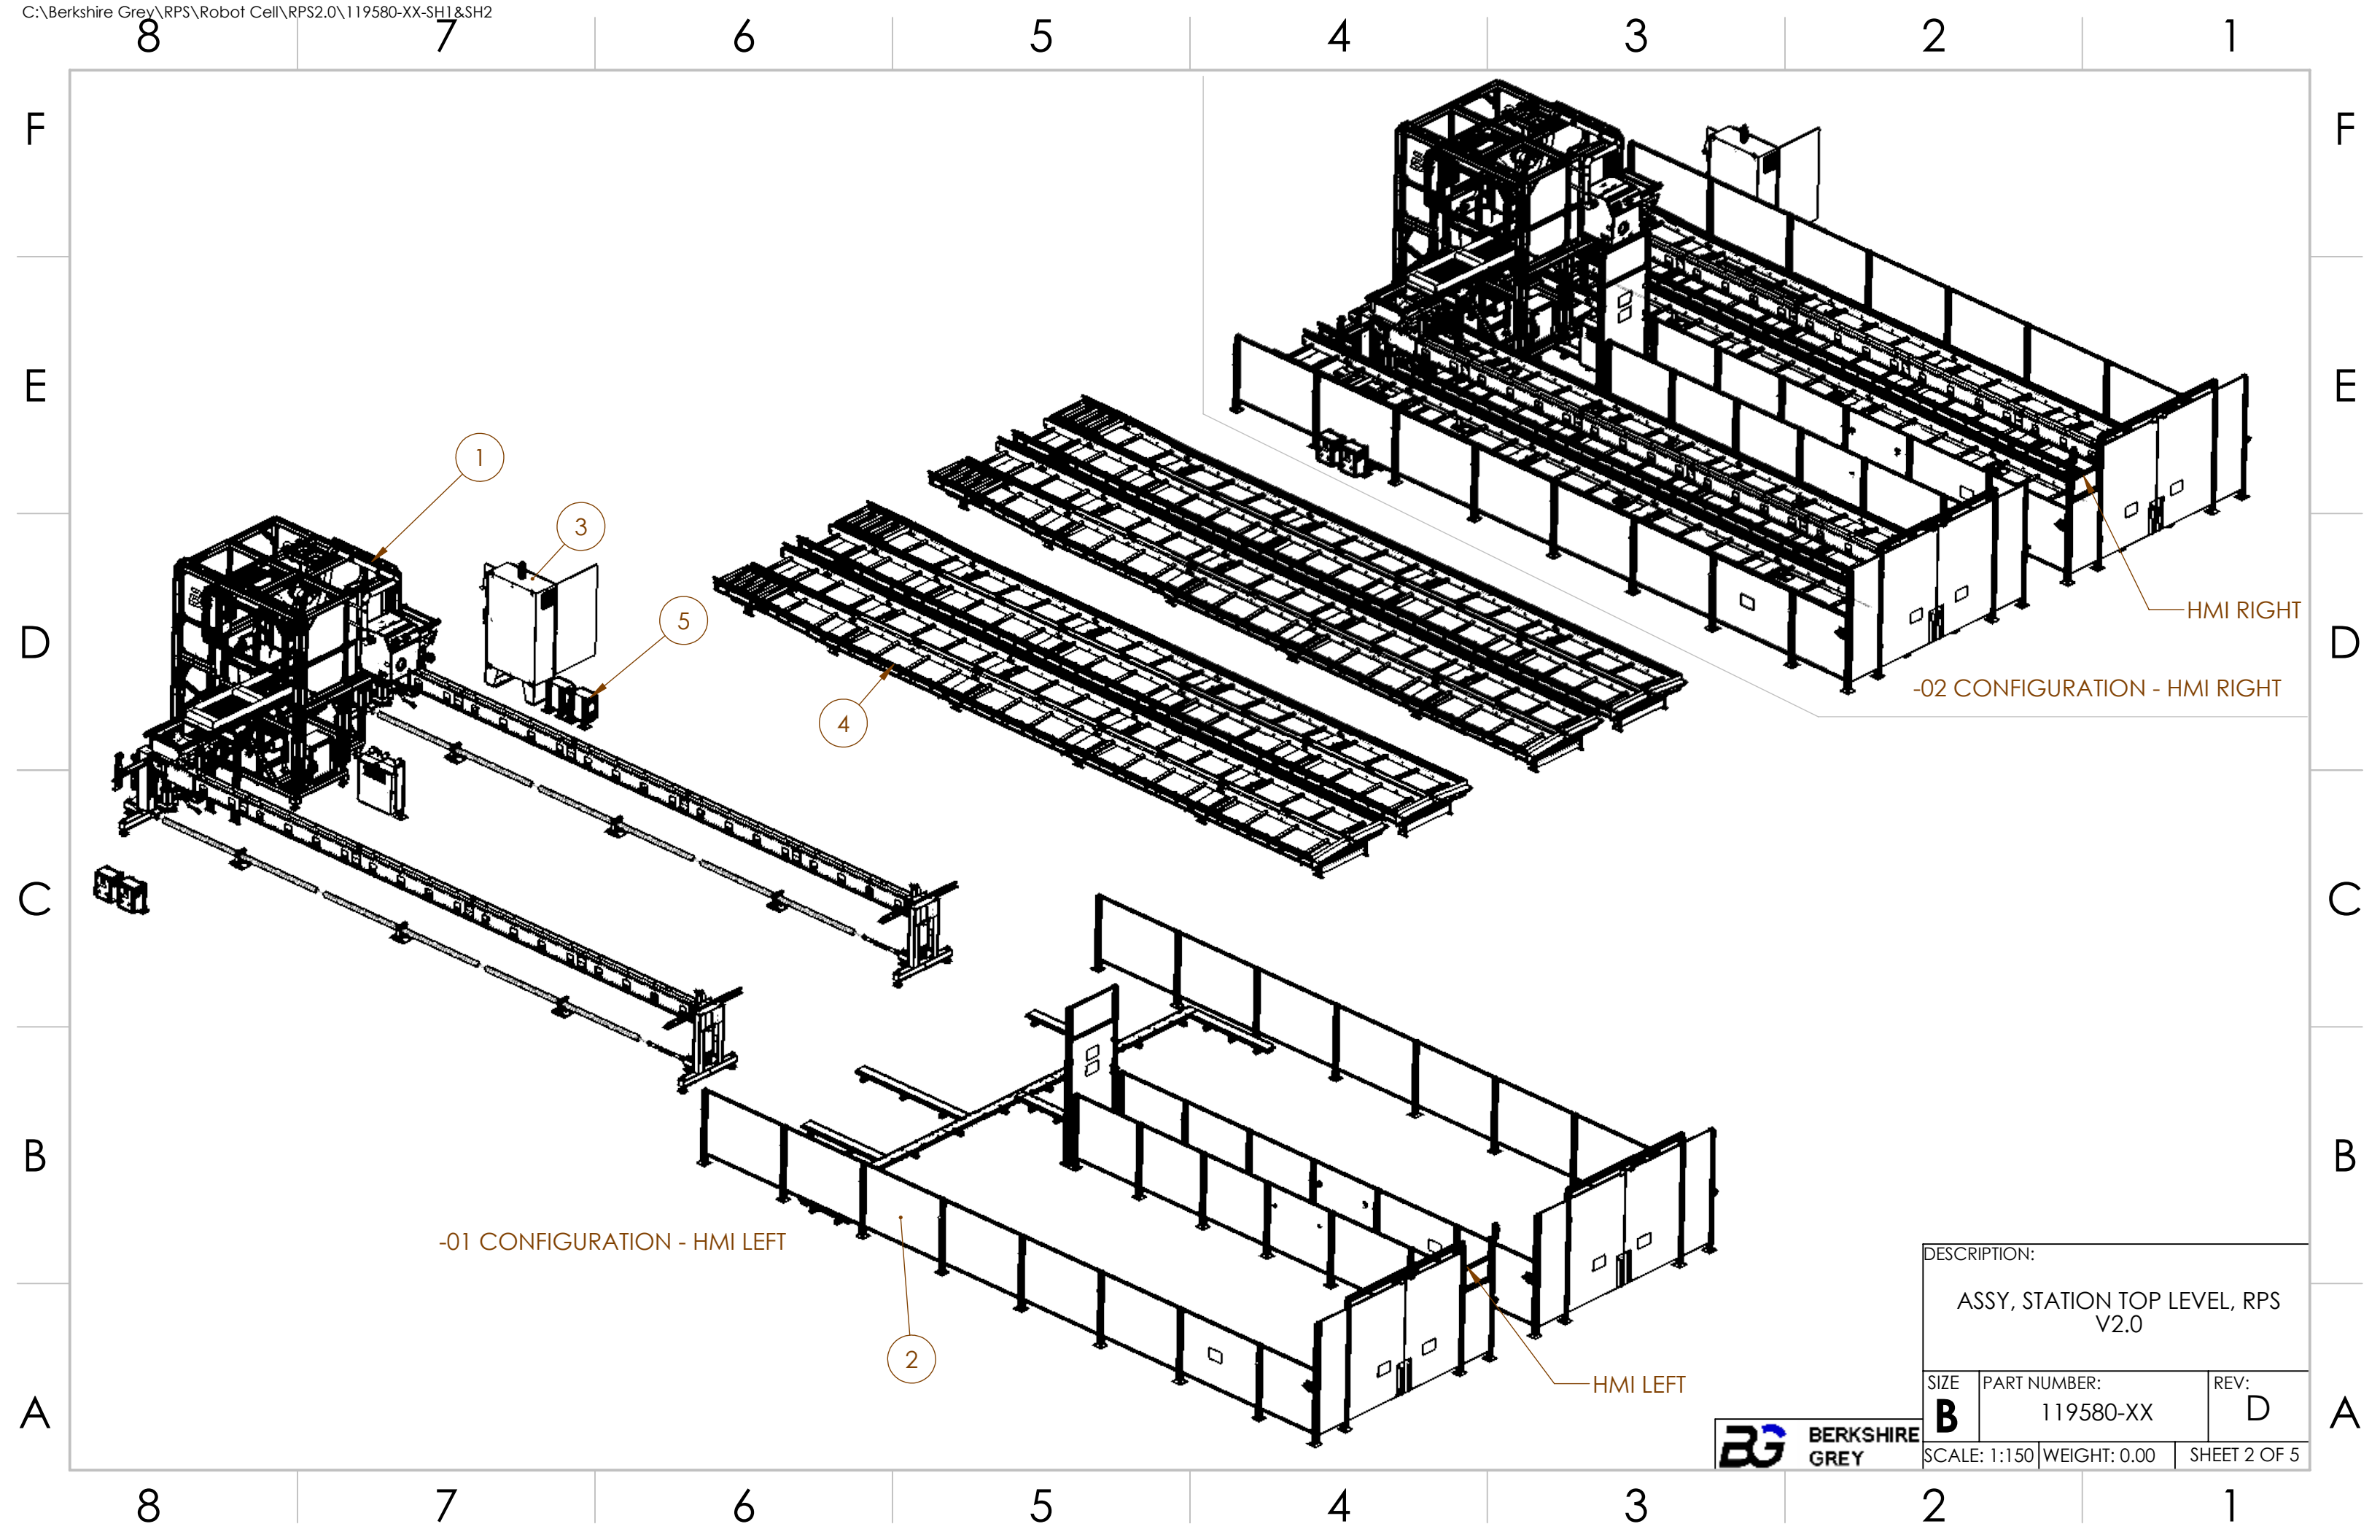 C:\Berkshire Grey\RPS\Robot Cell\RPS2.0\119580-XX-SH1&SH2
8 7 6 5 4 3 2 1
F F
E E
D D
C C
B B
A A
1
3
5
4
HMI RIGHT
-02 CONFIGURATION - HMI RIGHT
-01 CONFIGURATION - HMI LEFT
2
HMI LEFT
DESCRIPTION:
ASSY, STATION TOP LEVEL, RPS
V2.0
SIZE PART NUMBER: REV:
B 119580-XX D
BG BERKSHIRE
GREY
SCALE: 1:150 WEIGHT: 0.00 SHEET 2 OF 5
8 7 6 5 4 3 2 1